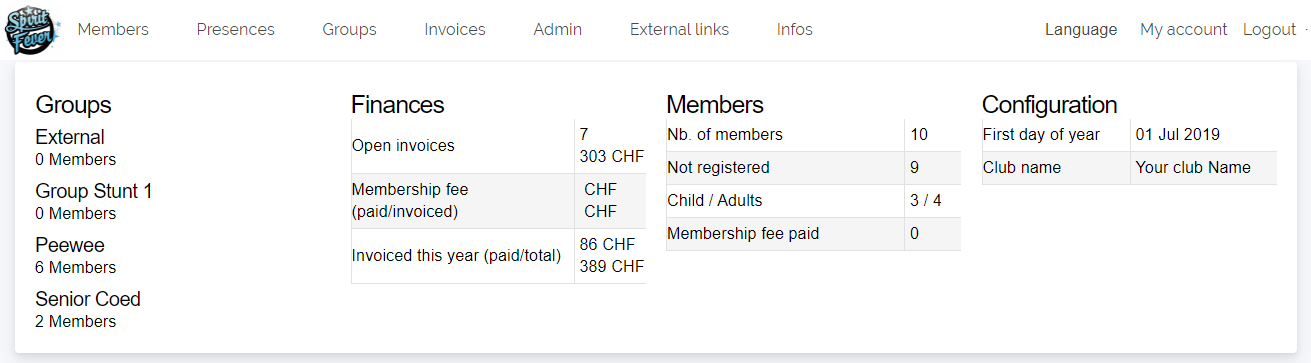 Spirit
Fever
Members
Presences
Groups
Invoices
Admin
External links
Infos
Language
My account
Logout
Groups
External
0 Members
Group Stunt 1
0 Members
Peewee
6 Members
Senior Coed
2 Members
Finances
Open invoices
7
303 CHF
Membership fee
(paid/invoiced)
CHF
CHF
Invoiced this year (paid/total)
86 CHF
389 CHF
Members
Nb. of members 10
Not registered 9
Child / Adults 3 / 4
Membership fee paid 0
Configuration
First day of year 01 Jul 2019
Club name Your club Name